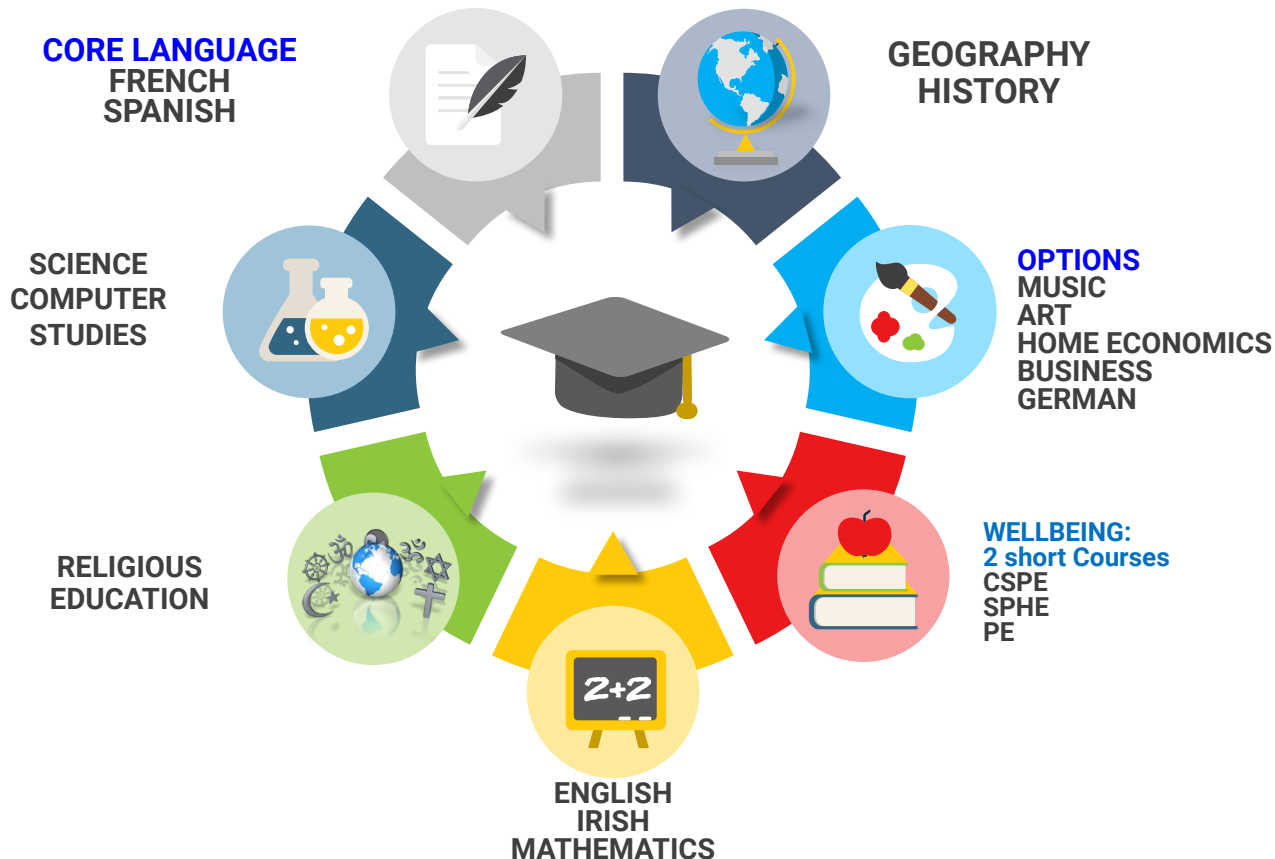 CORE LANGUAGE
FRENCH
SPANISH
GEOGRAPHY
HISTORY
SCIENCE
COMPUTER
STUDIES
OPTIONS
MUSIC
ART
HOME ECONOMICS
BUSINESS
GERMAN
RELIGIOUS
EDUCATION
WELLBEING:
2 short Courses
CSPE
SPHE
PE
2+2
ENGLISH
IRISH
MATHEMATICS